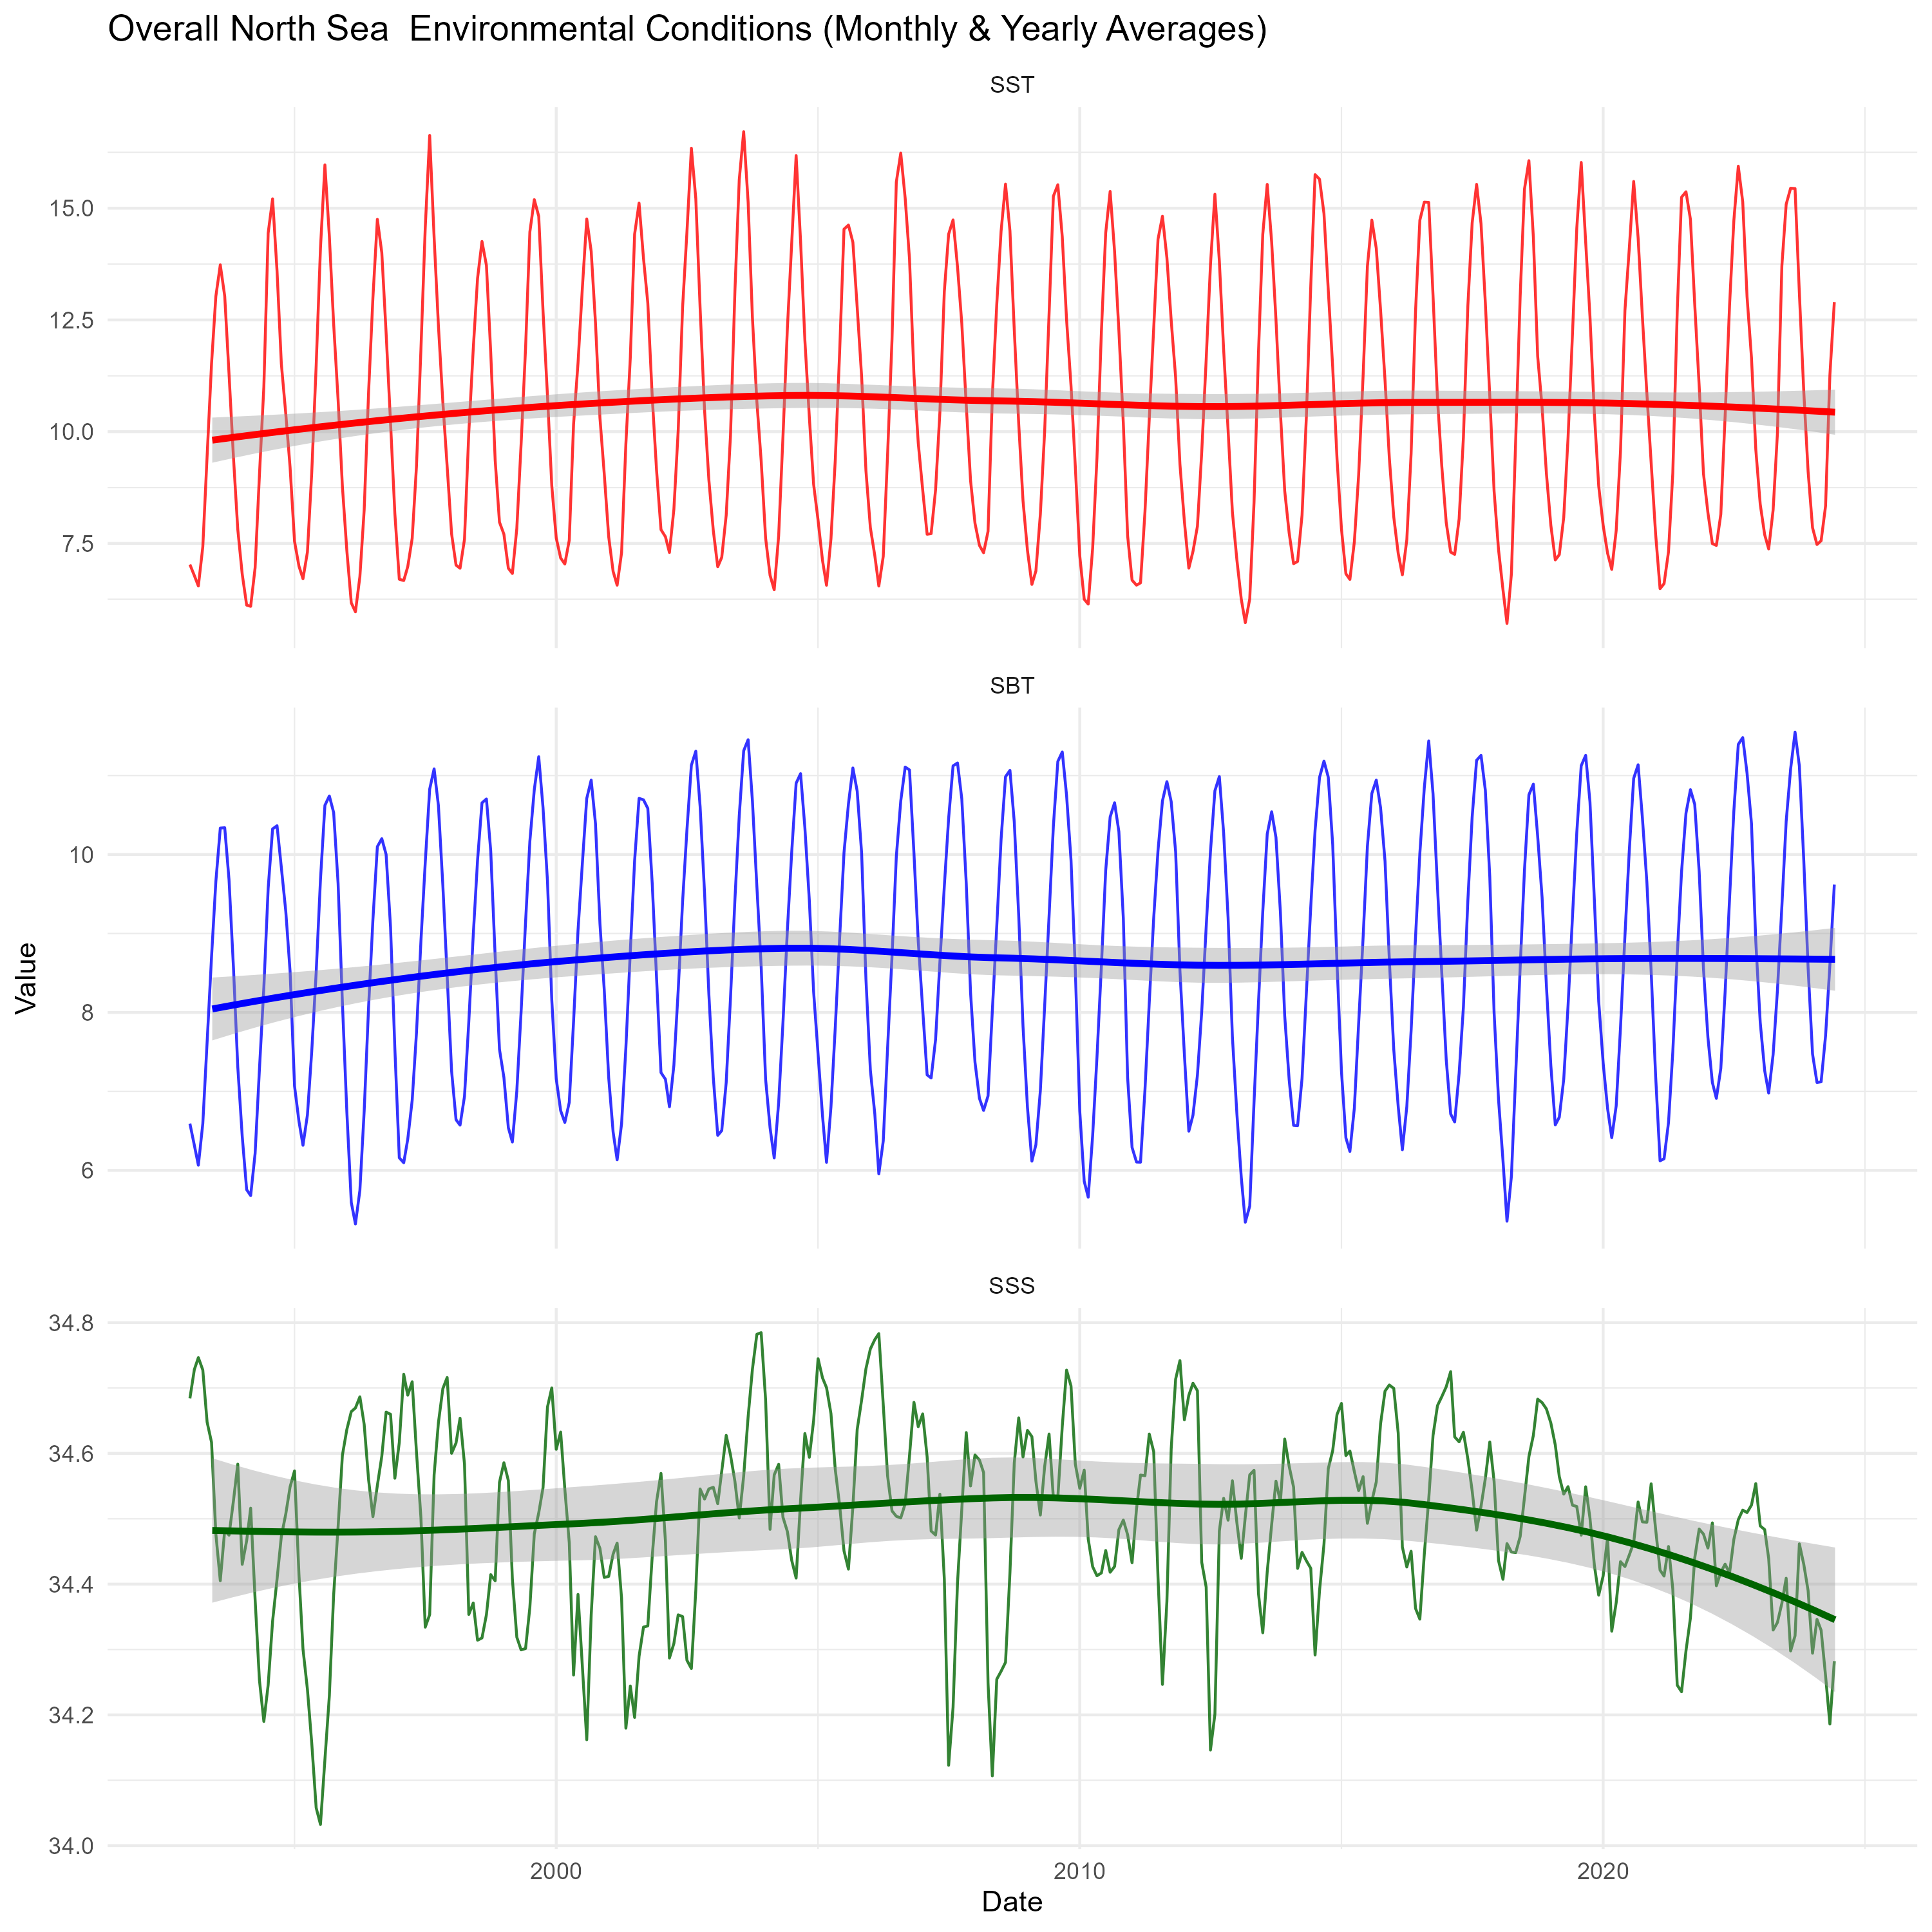 Overall North Sea  Environmental Conditions (Monthly & Yearly Averages)
SST
15.0
12.5
10.0
7.5
SBT
10
8
6
Value
SSS
34.8
34.6
34.4
34.2
34.0
2000 2010 2020
Date